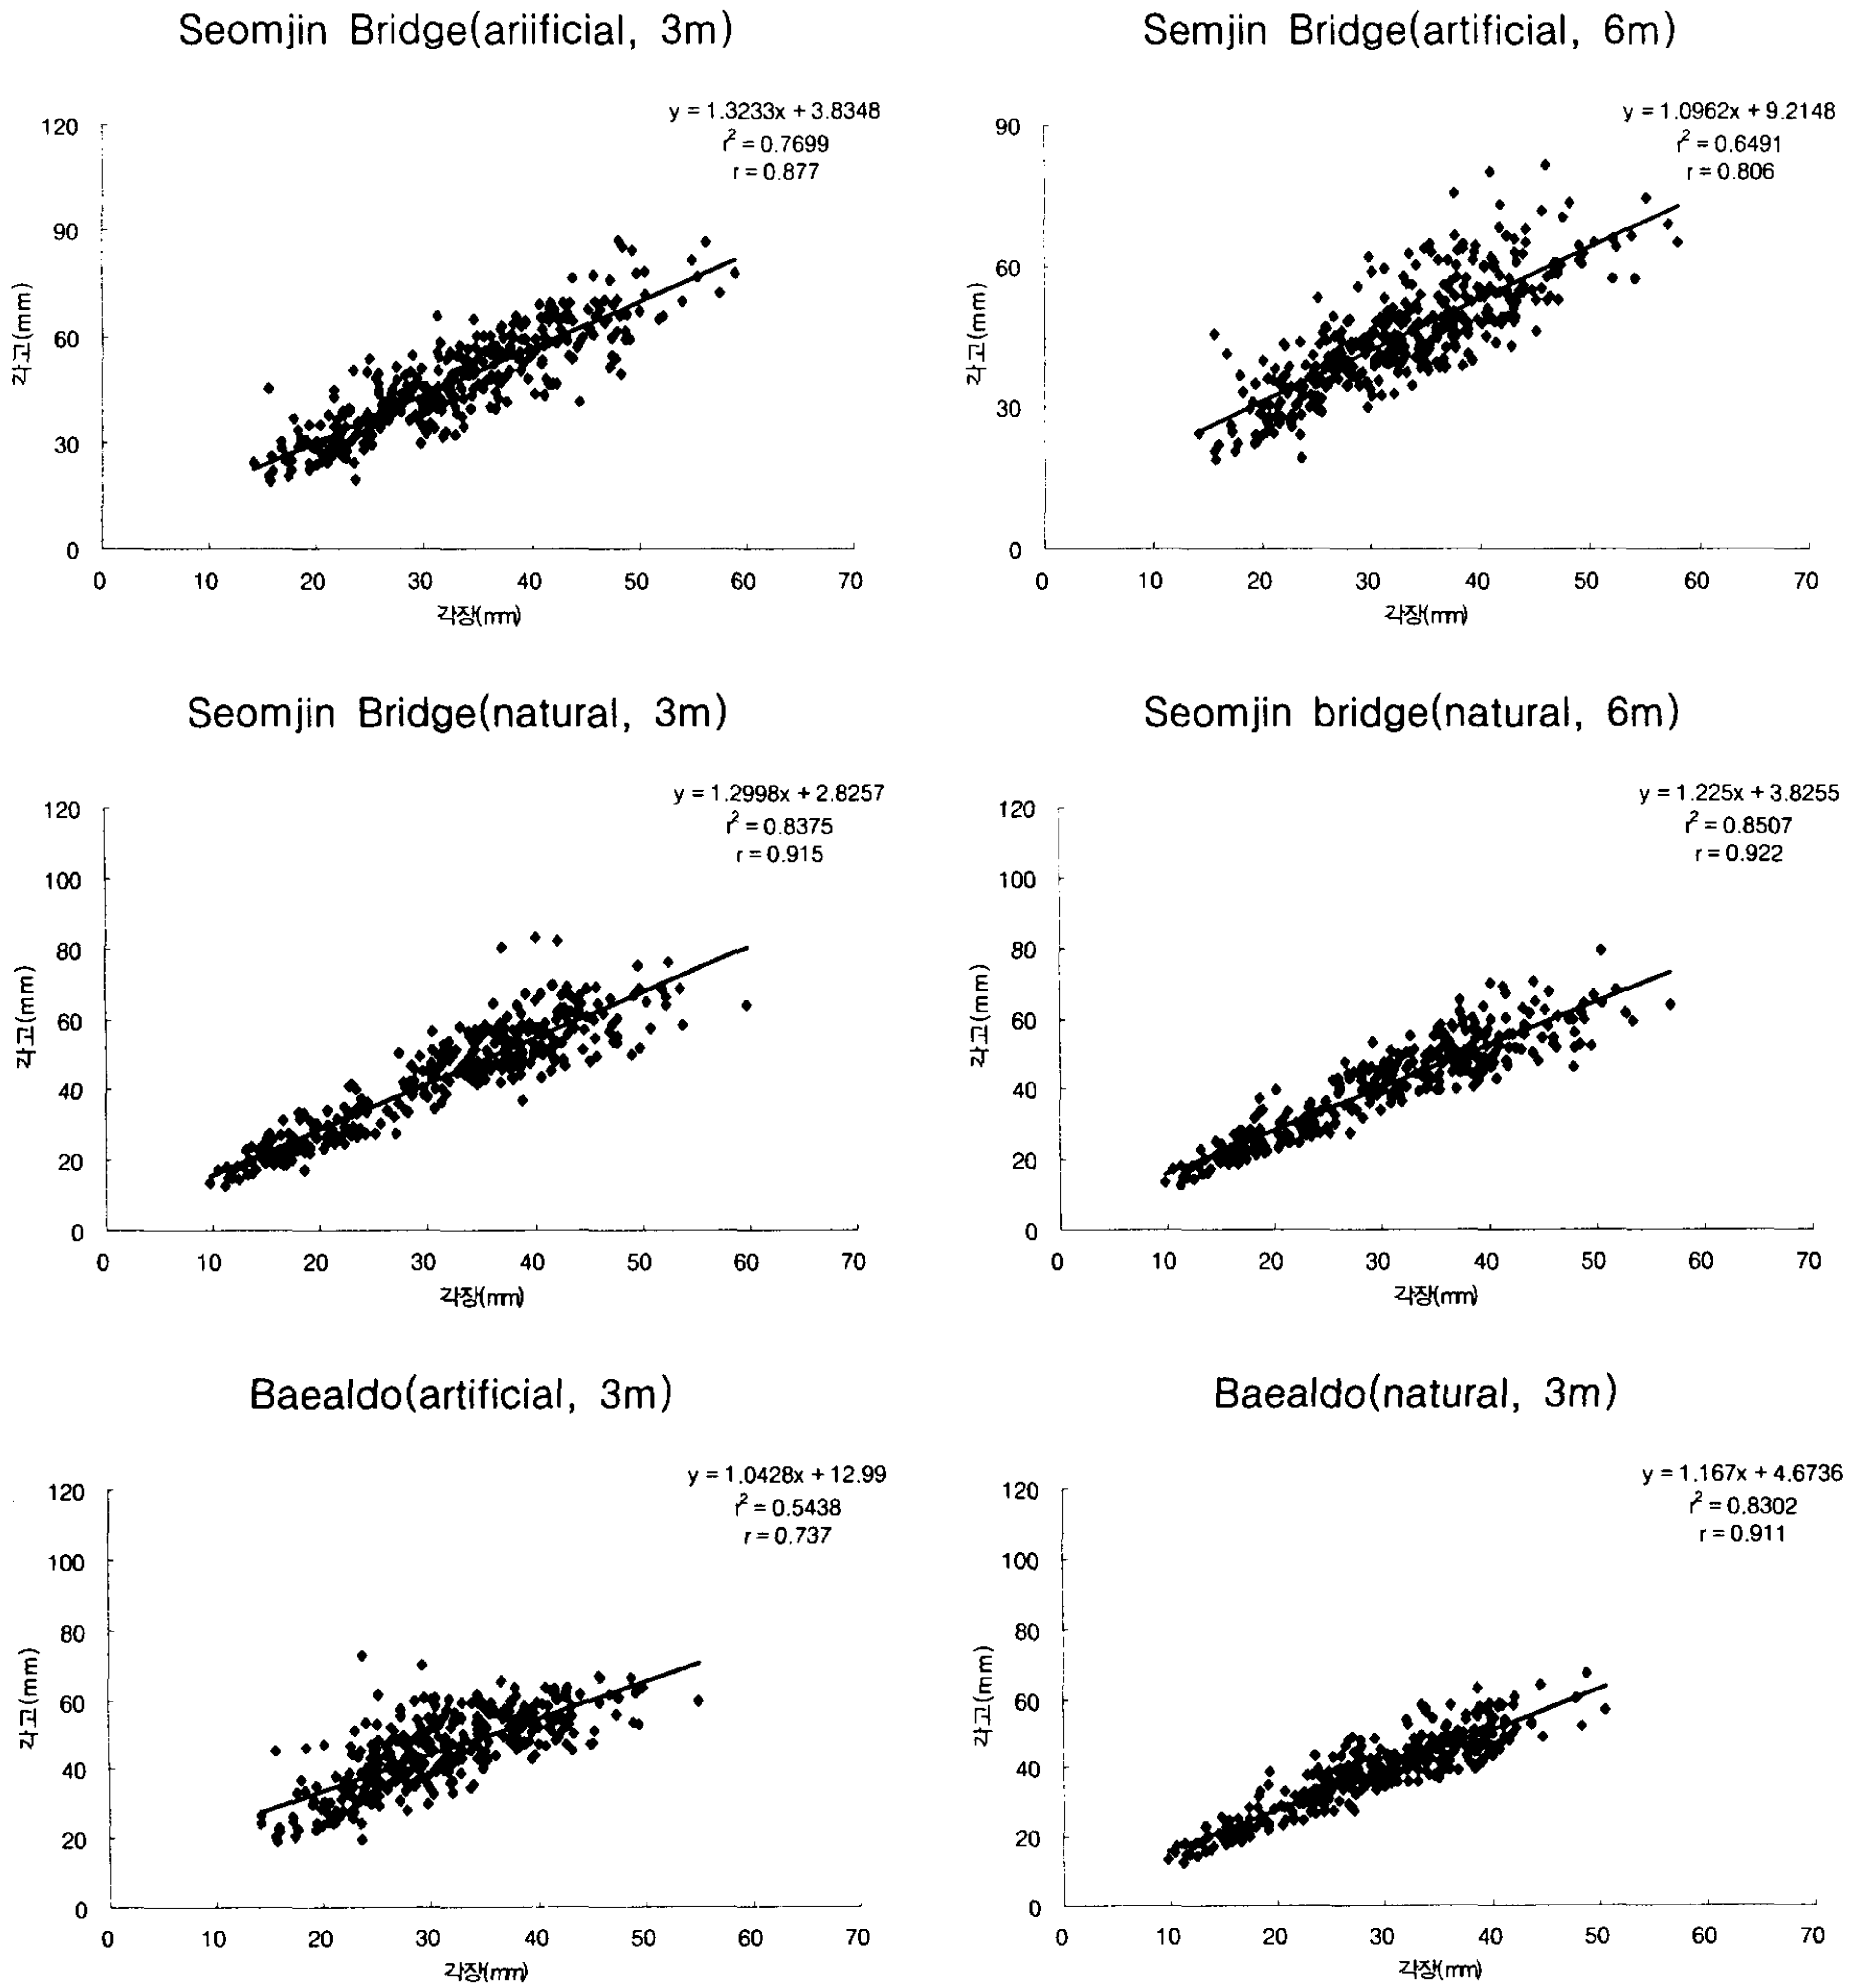 Seomjin Bridge(ariificial, 3m)
y = 1.3233x + 3.8348
r² = 0.7699
r = 0.877
120
90
60
30
0
각고(mm)
0 10 20 30 40 50 60 70
각장(mm)
Semjin Bridge(artificial, 6m)
y = 1.0962x + 9.2148
r² = 0.6491
r = 0.806
90
60
30
0
각고(mm)
0 10 20 30 40 50 60 70
각장(mm)
Seomjin Bridge(natural, 3m)
y = 1.2998x + 2.8257
r² = 0.8375
r = 0.915
120
100
80
60
40
20
0
각고(mm)
0 10 20 30 40 50 60 70
각장(mm)
Seomjin bridge(natural, 6m)
y = 1.225x + 3.8255
r² = 0.8507
r = 0.922
120
100
80
60
40
20
0
각고(mm)
0 10 20 30 40 50 60 70
각장(mm)
Baealdo(artificial, 3m)
y = 1.0428x + 12.99
r² = 0.5438
r = 0.737
120
100
80
60
40
20
0
각고(mm)
0 10 20 30 40 50 60 70
각장(mm)
Baealdo(natural, 3m)
y = 1.167x + 4.6736
r² = 0.8302
r = 0.911
120
100
80
60
40
20
0
각고(mm)
0 10 20 30 40 50 60 70
각장(mm)